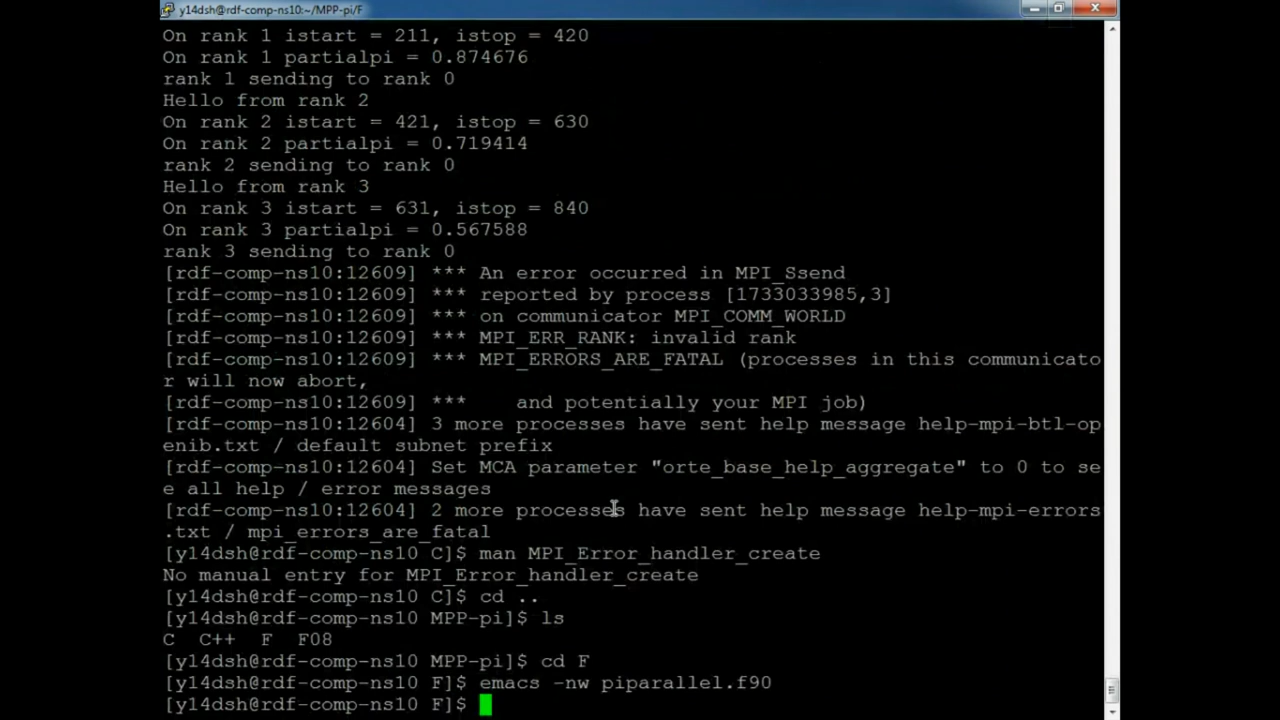 y14dsh@rdf-comp-ns10:~/MPP-pi/F
On rank 1 istart = 211, istop = 420
On rank 1 partialpi = 0.874676
rank 1 sending to rank 0
Hello from rank 2
On rank 2 istart = 421, istop = 630
On rank 2 partialpi = 0.719414
rank 2 sending to rank 0
Hello from rank 3
On rank 3 istart = 631, istop = 840
On rank 3 partialpi = 0.567588
rank 3 sending to rank 0
[rdf-comp-ns10:12609] *** An error occurred in MPI_Ssend
[rdf-comp-ns10:12609] *** reported by process [1733033985,3]
[rdf-comp-ns10:12609] *** on communicator MPI_COMM_WORLD
[rdf-comp-ns10:12609] *** MPI_ERR_RANK: invalid rank
[rdf-comp-ns10:12609] *** MPI_ERRORS_ARE_FATAL (processes in this communicato
r will now abort,
[rdf-comp-ns10:12609] ***    and potentially your MPI job)
[rdf-comp-ns10:12604] 3 more processes have sent help message help-mpi-btl-op
enib.txt / default subnet prefix
[rdf-comp-ns10:12604] Set MCA parameter "orte_base_help_aggregate" to 0 to se
e all help / error messages
[rdf-comp-ns10:12604] 2 more processes have sent help message help-mpi-errors
.txt / mpi_errors_are_fatal
[y14dsh@rdf-comp-ns10 C]$ man MPI_Error_handler_create
No manual entry for MPI_Error_handler_create
[y14dsh@rdf-comp-ns10 C]$ cd ..
[y14dsh@rdf-comp-ns10 MPP-pi]$ ls
C  C++  F  F08
[y14dsh@rdf-comp-ns10 MPP-pi]$ cd F
[y14dsh@rdf-comp-ns10 F]$ emacs -nw piparallel.f90
[y14dsh@rdf-comp-ns10 F]$